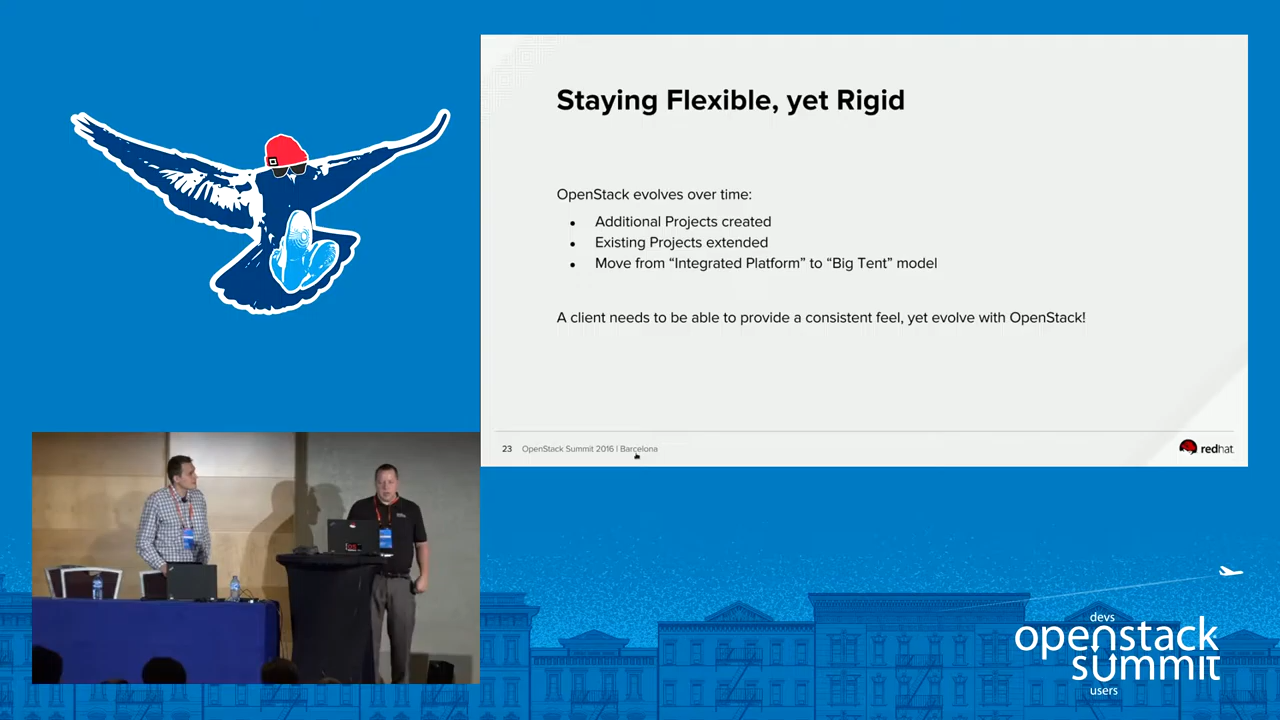 Staying Flexible, yet Rigid
OpenStack evolves over time:
• Additional Projects created
• Existing Projects extended
• Move from “Integrated Platform” to “Big Tent” model
A client needs to be able to provide a consistent feel, yet evolve with OpenStack!
23 OpenStack Summit 2016 | Barcelona
redhat
devs
openstack
summit
users